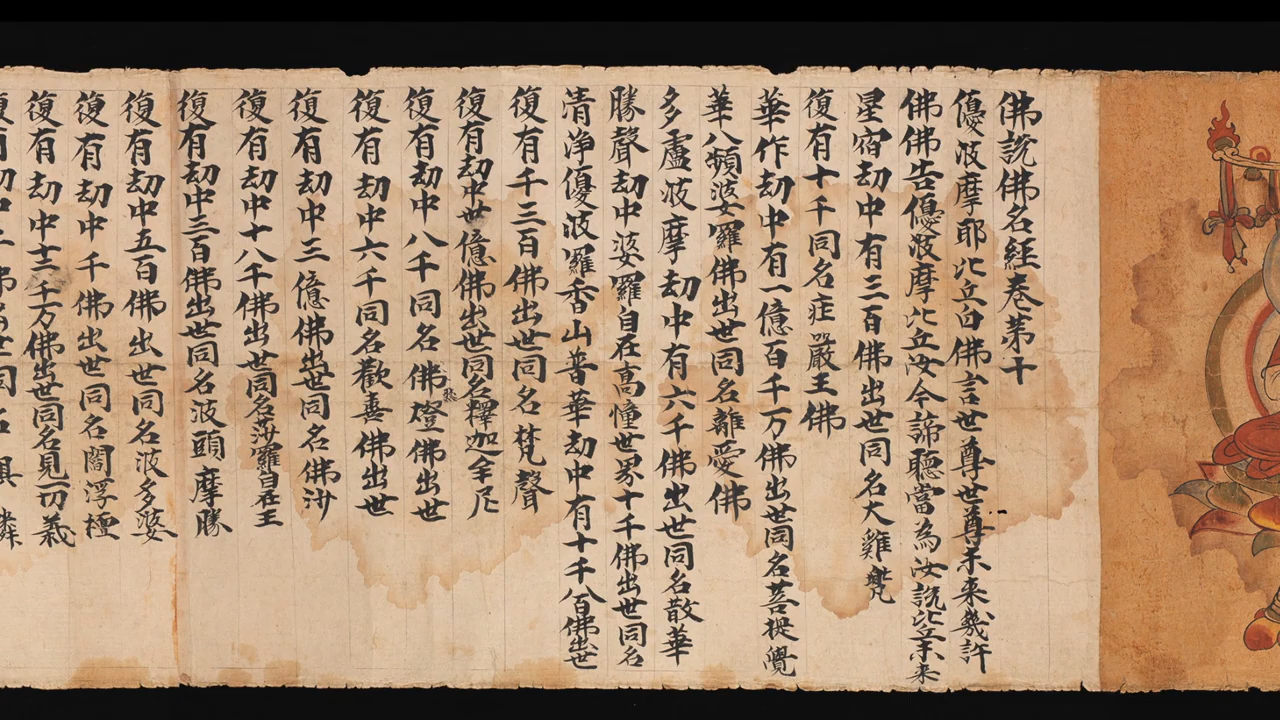 佛說佛名經卷第十
優波摩耶比丘白佛言世尊世尊未來幾許
佛佛告優波摩比丘汝今諦聽當為汝說比丘未來
星宿劫中有三百佛出世同名大雞兜
復有十千同名庄嚴王佛
華作劫中有一億百千万佛出世同名菩提覺
華八頻婆羅佛出世同名離愛佛
多盧波摩劫中有六千佛出世同名散華
勝聲劫中婆羅自在高憧世界十千佛出世同名
清淨優波羅香山普華劫中有十千八百佛出世
復有千三百佛出世同名梵聲
復有劫中世億佛出世同名釋迦牟尼
復有劫中八千同名佛燈佛出世
復有劫中六千同名歡喜佛出世
復有劫中三億佛出世同名佛沙
復有劫中十八千佛出世同名莎羅自在王
復有劫中三百佛出世同名波頭摩勝
復有劫中五百佛出世同名波多婆
復有劫中千佛出世同名閻浮檀
復有劫中十六千万佛出世同名見一切義